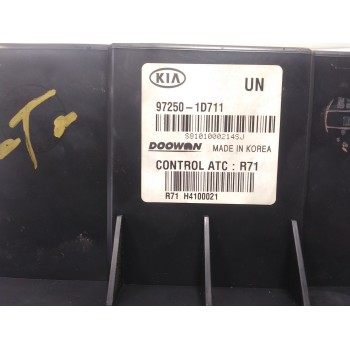 KIA
UN
97250-1D711
S8101000214SJ
DOOWON MADE IN KOREA
CONTROL ATC : R71
R71 H4100021